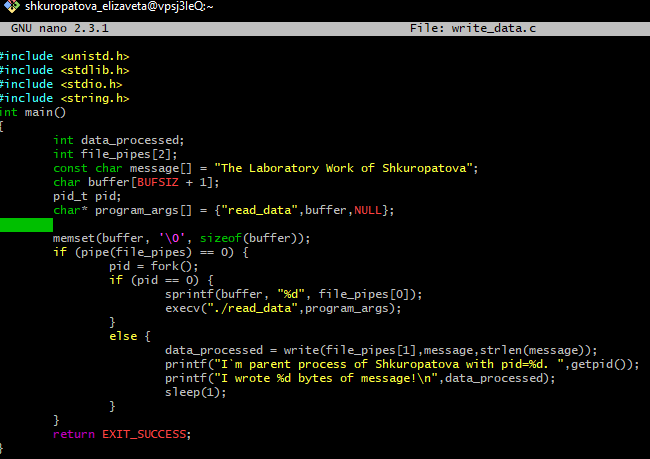 shkuropatova_elizaveta@vpsj3leQ:~
GNU nano 2.3.1 File: write_data.c
#include <unistd.h>
#include <stdlib.h>
#include <stdio.h>
#include <string.h>
int main()
{
int data_processed;
int file_pipes[2];
const char message[] = "The Laboratory Work of Shkuropatova";
char buffer[BUFSIZ + 1];
pid_t pid;
char* program_args[] = {"read_data",buffer,NULL};
memset(buffer, '\0', sizeof(buffer));
if (pipe(file_pipes) == 0) {
pid = fork();
if (pid == 0) {
sprintf(buffer, "%d", file_pipes[0]);
execv("./read_data",program_args);
}
else {
data_processed = write(file_pipes[1],message,strlen(message));
printf("I`m parent process of Shkuropatova with pid=%d. ",getpid());
printf("I wrote %d bytes of message!\n",data_processed);
sleep(1);
}
}
return EXIT_SUCCESS;
}